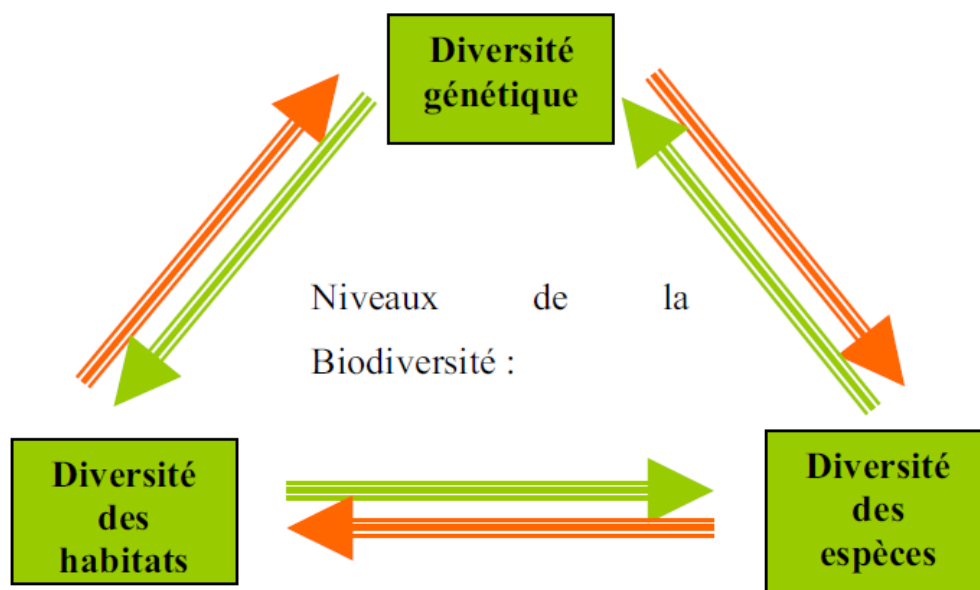 Diversité
génétique
Niveaux de la
Biodiversité :
Diversité
des
habitats
Diversité
des
espèces